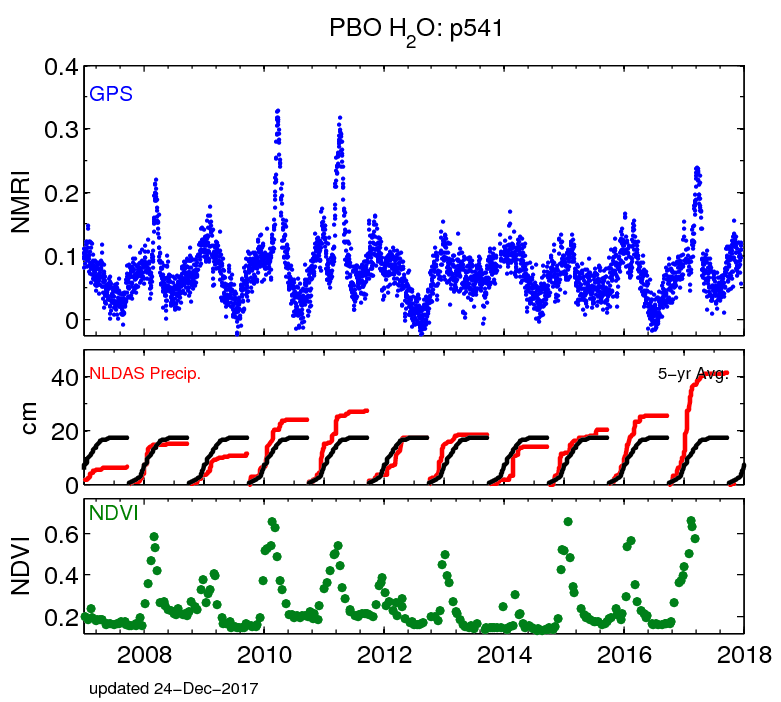 PBO H2O: p541
GPS
NMRI
0.4
0.3
0.2
0.1
0
NLDAS Precip.
5-yr Avg.
cm
40
20
0
NDVI
NDVI
0.6
0.4
0.2
2008 2010 2012 2014 2016 2018
updated 24-Dec-2017